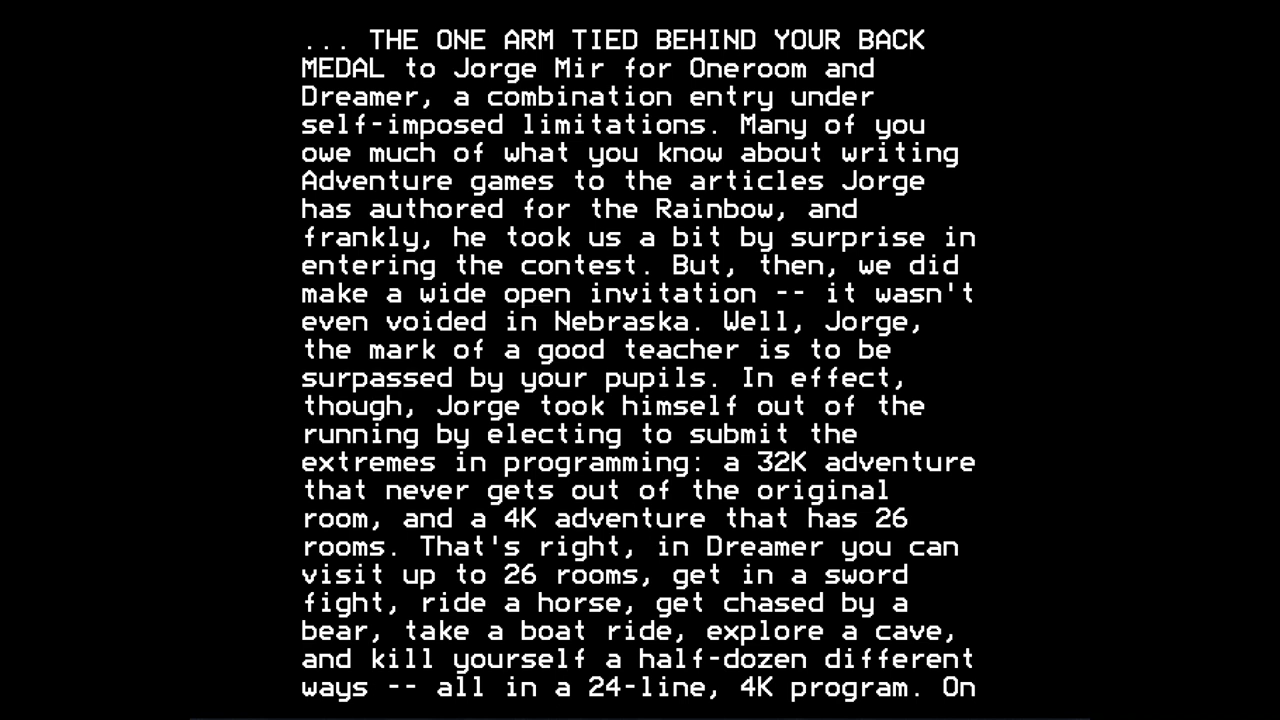 ... THE ONE ARM TIED BEHIND YOUR BACK
MEDAL to Jorge Mir for Oneroom and
Dreamer, a combination entry under
self-imposed limitations. Many of you
owe much of what you know about writing
Adventure games to the articles Jorge
has authored for the Rainbow, and
frankly, he took us a bit by surprise in
entering the contest. But, then, we did
make a wide open invitation -- it wasn't
even voided in Nebraska. Well, Jorge,
the mark of a good teacher is to be
surpassed by your pupils. In effect,
though, Jorge took himself out of the
running by electing to submit the
extremes in programming: a 32K adventure
that never gets out of the original
room, and a 4K adventure that has 26
rooms. That's right, in Dreamer you can
visit up to 26 rooms, get in a sword
fight, ride a horse, get chased by a
bear, take a boat ride, explore a cave,
and kill yourself a half-dozen different
ways -- all in a 24-line, 4K program. On